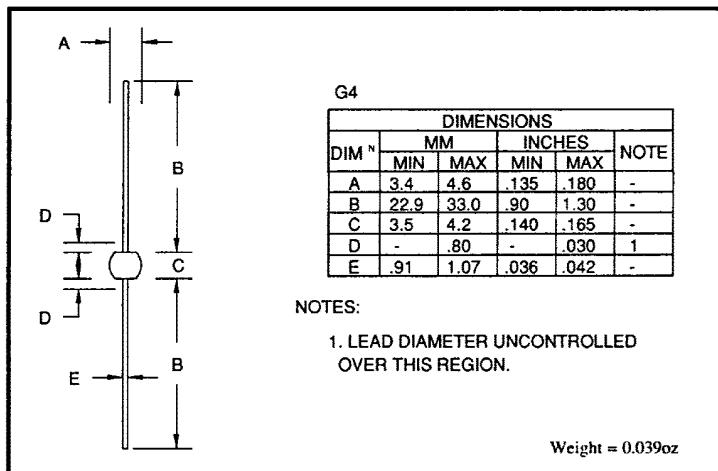 A
B
D
C
D
E
B
G4
DIMENSIONS
DIM N MM INCHES NOTE
MIN MAX MIN MAX
A 3.4 4.6 .135 .180 -
B 22.9 33.0 .90 1.30 -
C 3.5 4.2 .140 .165 -
D - .80 - .030 1
E .91 1.07 .036 .042 -
NOTES:
1. LEAD DIAMETER UNCONTROLLED
OVER THIS REGION.
Weight = 0.039oz